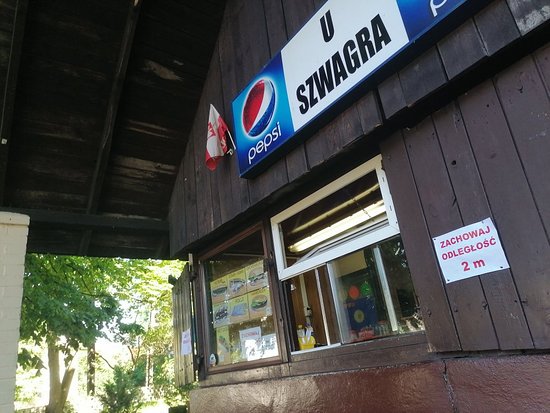 U
SZWAGRA
pepsi
ZACHOWAJ
ODLEGŁOŚĆ
2 m